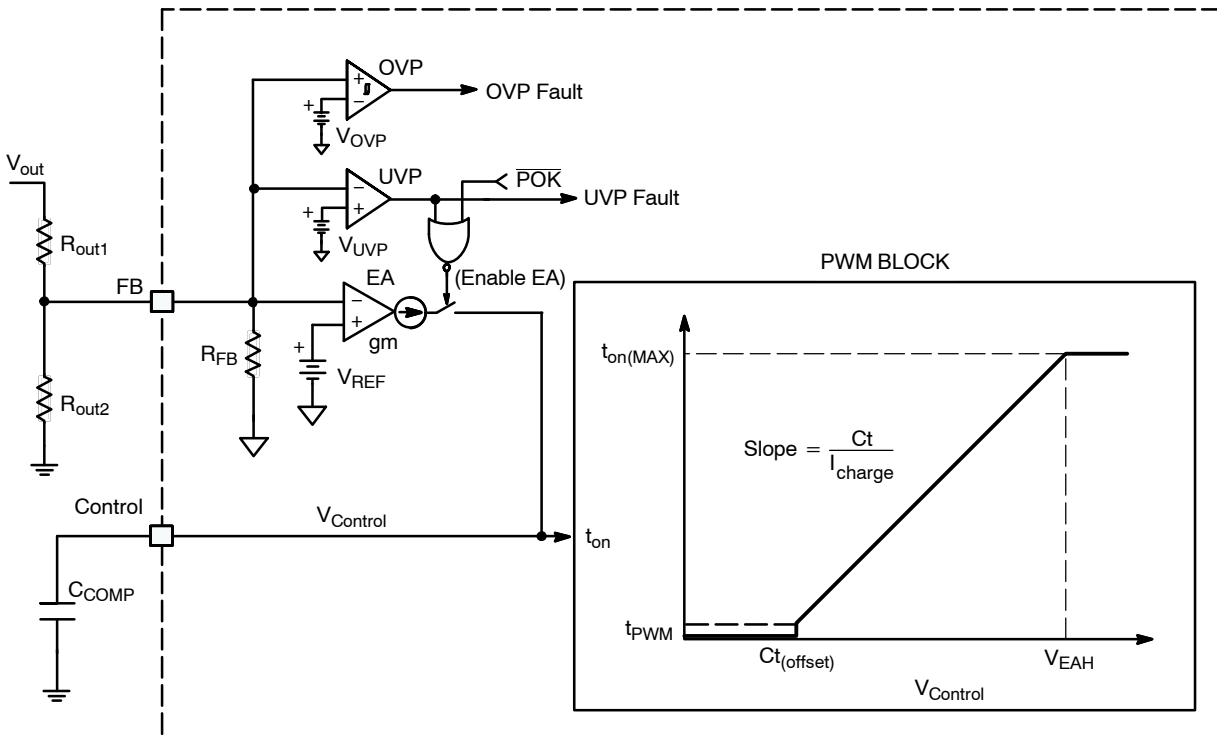 OVP
+
−
OVP Fault
+
VOVP
Vout
UVP
POK
−
+
UVP Fault
+
VUVP
Rout1
FB
EA
(Enable EA)
PWM BLOCK
−
+
gm
RFB
+
VREF
Rout2
ton(MAX)
Slope = Ct
Icharge
Control
VControl
ton
CCOMP
tPWM
Ct(offset)
VEAH
VControl